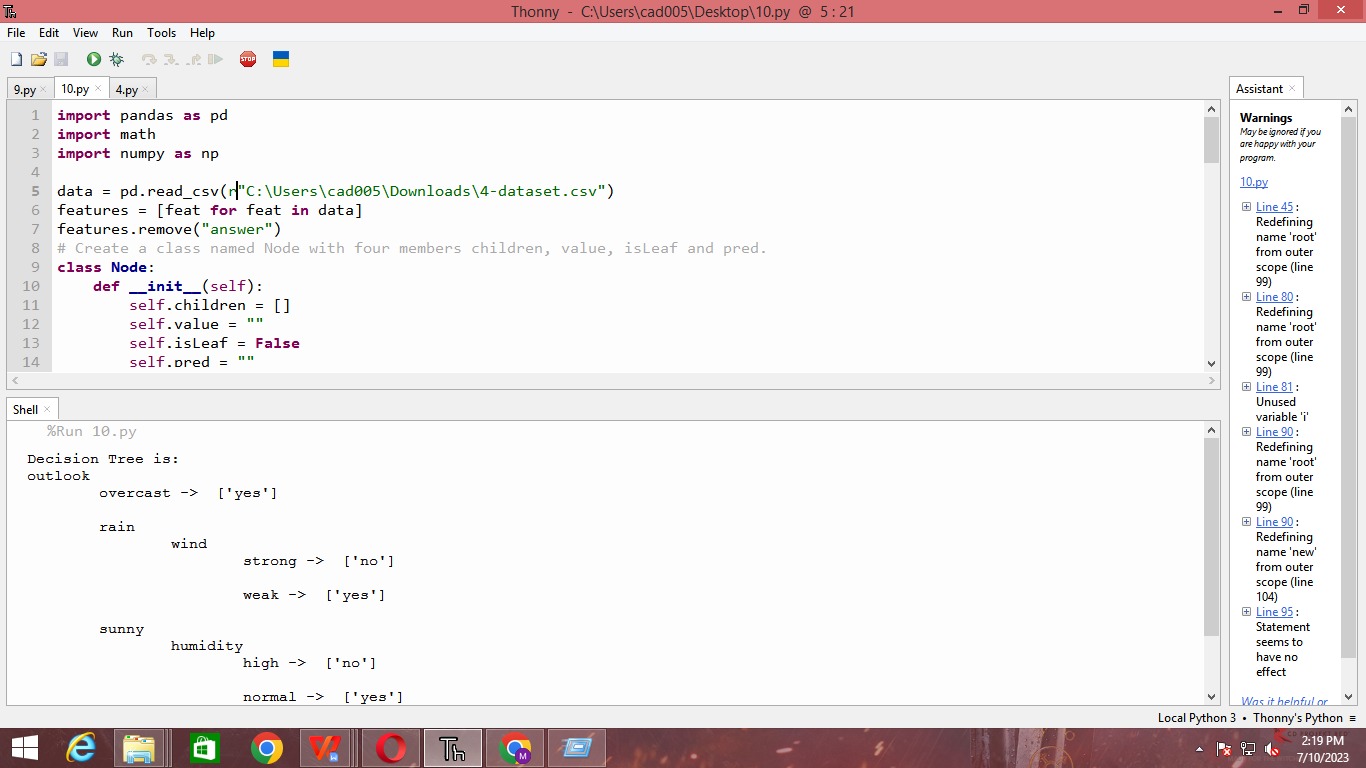 Thonny - C:\Users\cad005\Desktop\10.py @ 5 : 21
File Edit View Run Tools Help
STOP
9.py 10.py 4.py
1 import pandas as pd
2 import math
3 import numpy as np
4
5 data = pd.read_csv(r"C:\Users\cad005\Downloads\4-dataset.csv")
6 features = [feat for feat in data]
7 features.remove("answer")
8 # Create a class named Node with four members children, value, isLeaf and pred.
9 class Node:
10 def __init__(self):
11 self.children = []
12 self.value = ""
13 self.isLeaf = False
14 self.pred = ""
Shell
%Run 10.py
Decision Tree is:
outlook
overcast -> ['yes']
rain
wind
strong -> ['no']
weak -> ['yes']
sunny
humidity
high -> ['no']
normal -> ['yes']
Assistant
Warnings
May be ignored if you
are happy with your
program.
10.py
Line 45 :
Redefining
name 'root'
from outer
scope (line
99)
Line 80 :
Redefining
name 'root'
from outer
scope (line
99)
Line 81 :
Unused
variable 'i'
Line 90 :
Redefining
name 'root'
from outer
scope (line
99)
Line 90 :
Redefining
name 'new'
from outer
scope (line
104)
Line 95 :
Statement
seems to
have no
effect
Was it helpful or
Local Python 3 • Thonny's Python ≡
Th
M
2:19 PM
7/10/2023